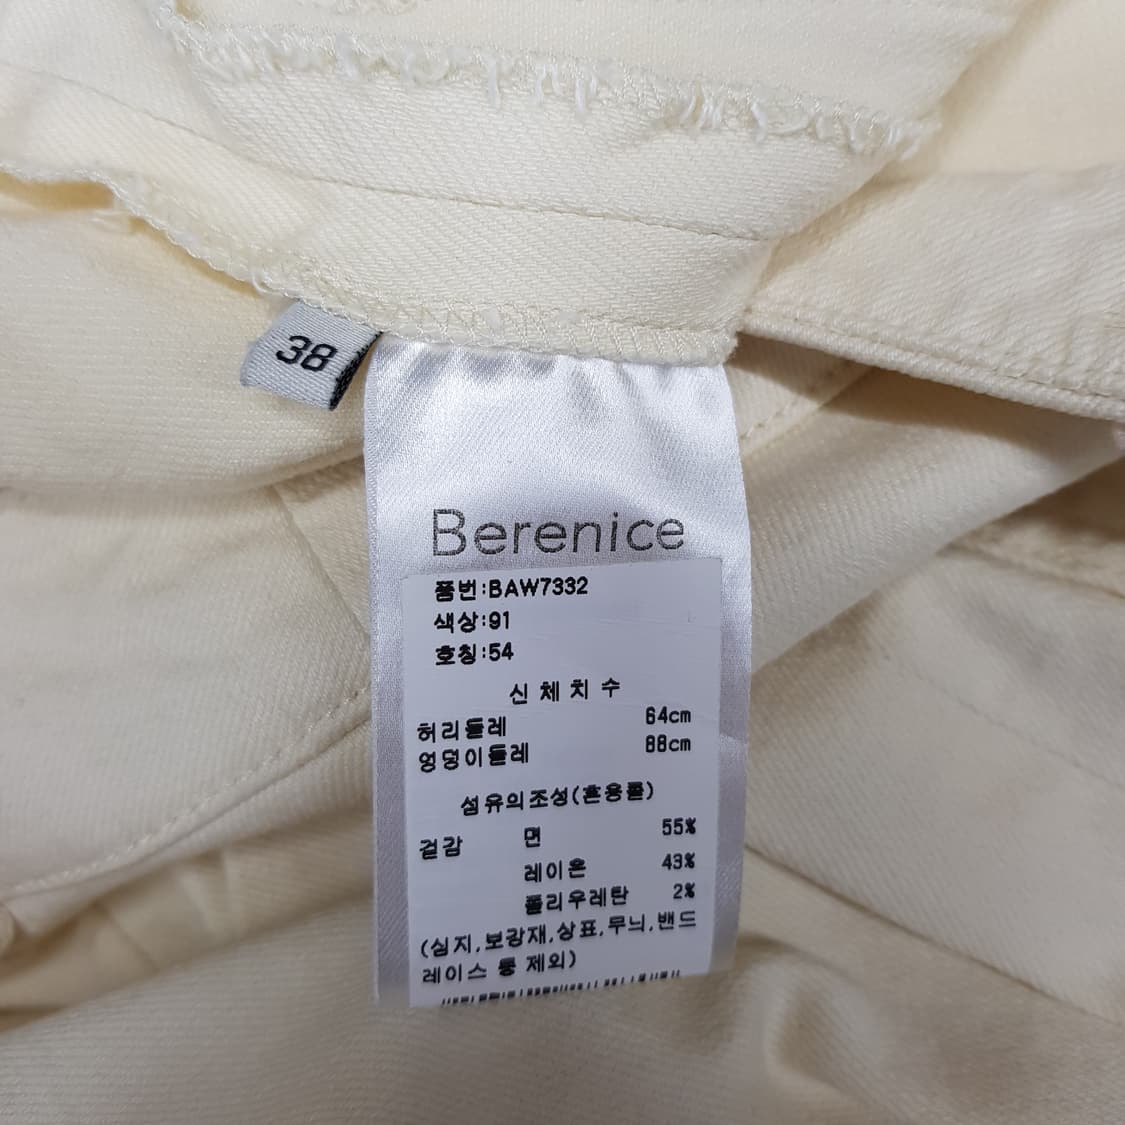 38
Berenice
품번:BAW7332
색상:91
호칭:54
신체치수
허리둘레 64cm
엉덩이둘레 88cm
섬유의조성(혼용률)
겉감 면 55%
레이온 43%
폴리우레탄 2%
(심지,보강재,상표,무늬,밴드
레이스 등 제외)